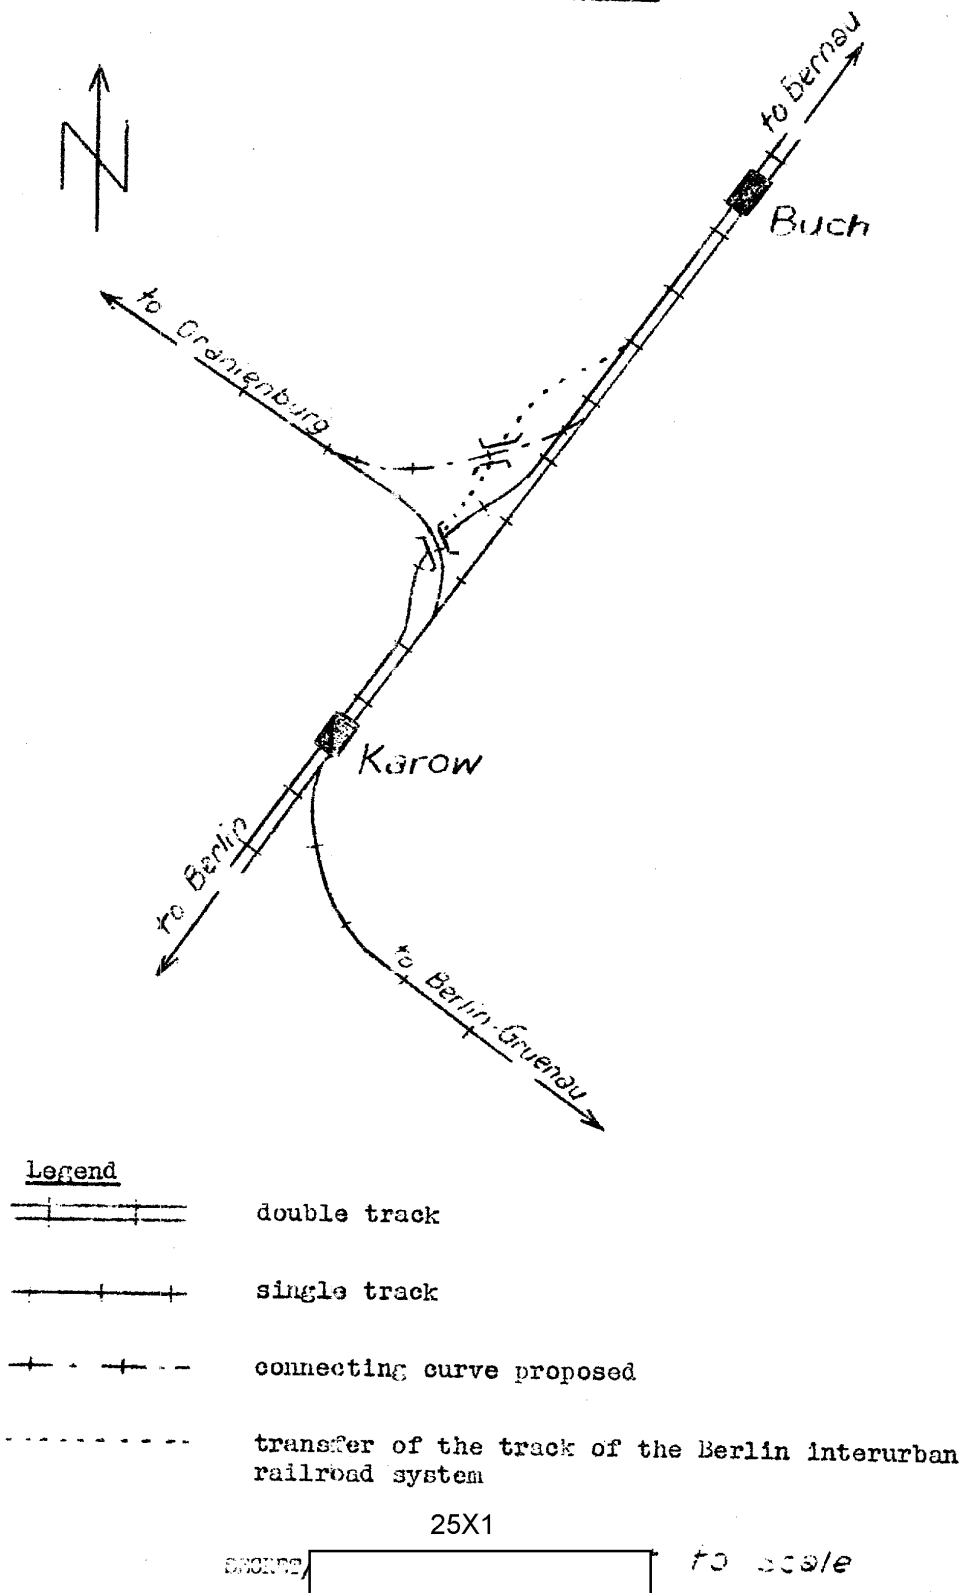 to Bernau
N
Buch
to Oranienburg
Karow
to Berlin
to Berlin-Gruenau
Legend
double track
single track
connecting curve proposed
transfer of the track of the Berlin interurban
railroad system
25X1
SECRET/
to scale